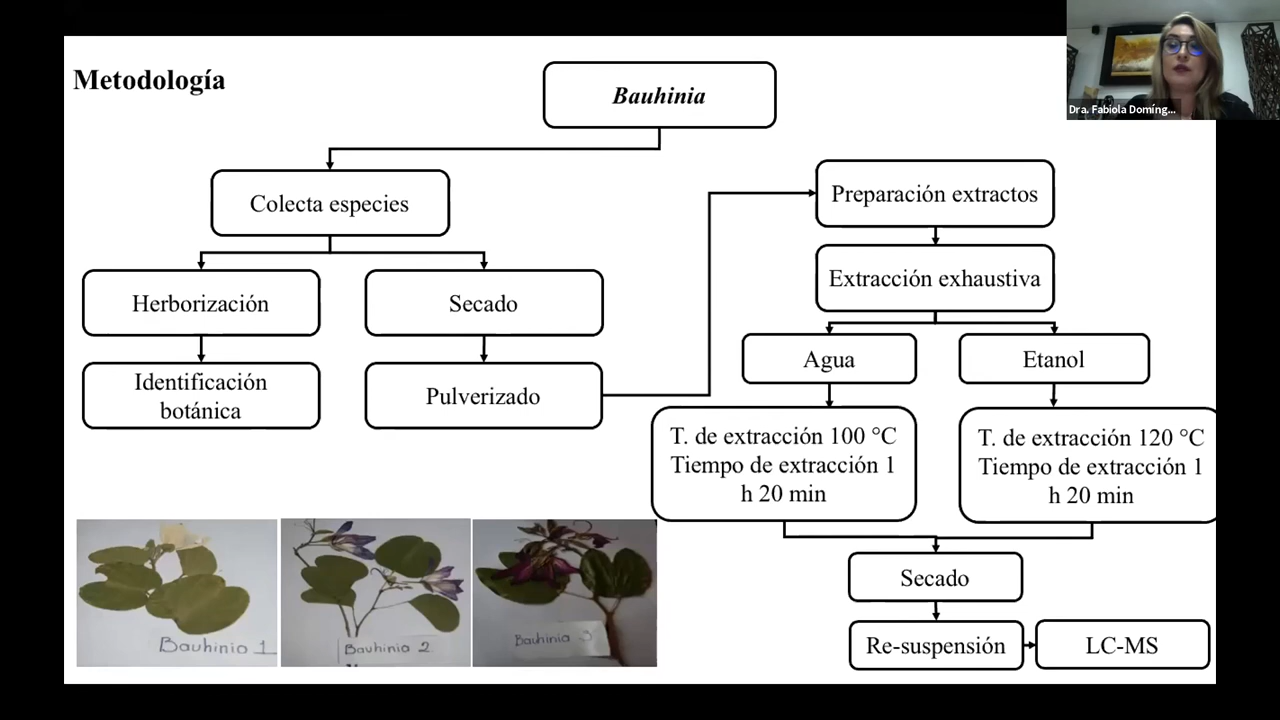 Metodología
Bauhinia
Dra. Fabiola Domíng...
Colecta especies
Herborización
Secado
Identificación
botánica
Pulverizado
Preparación extractos
Extracción exhaustiva
Agua
Etanol
T. de extracción 100 °C
Tiempo de extracción 1
h 20 min
T. de extracción 120 °C
Tiempo de extracción 1
h 20 min
Secado
Re-suspensión
LC-MS
Bauhinia 1
Bauhinia 2
Bauhinia 3